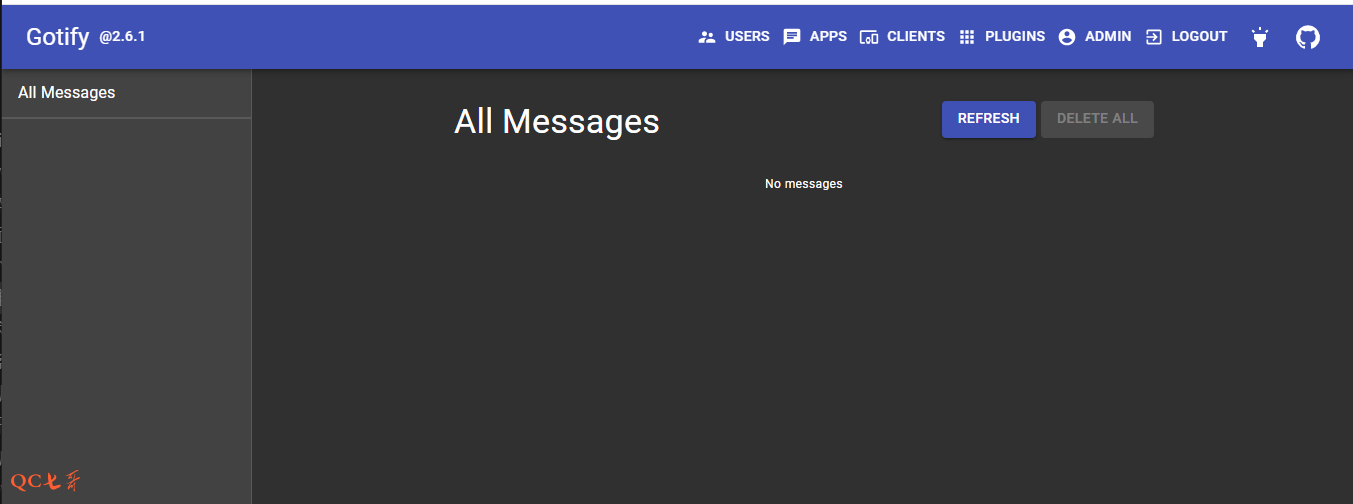 Gotify @2.6.1 USERS APPS CLIENTS PLUGINS ADMIN LOGOUT
All Messages
All Messages REFRESH DELETE ALL
No messages
QC七哥